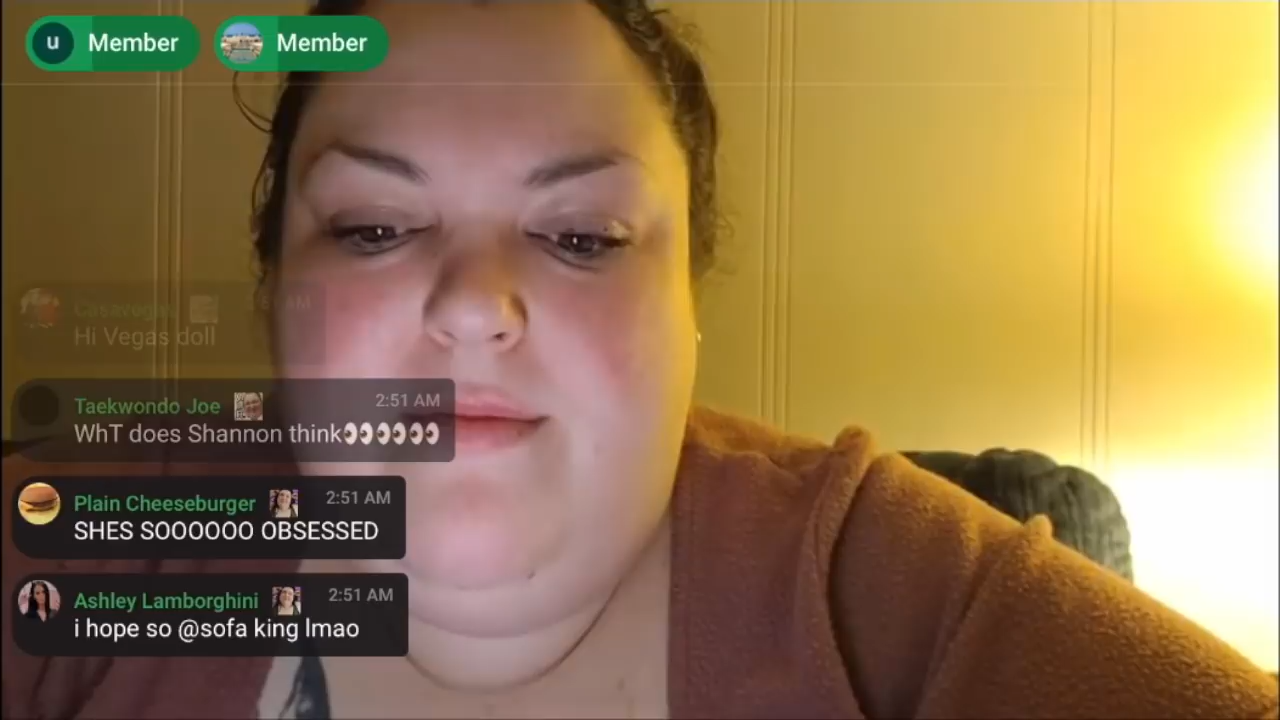 u Member Member
Hi Vegas doll
Taekwondo Joe 2:51 AM
WhT does Shannon think👀👀👀👀👀👀
Plain Cheeseburger 2:51 AM
SHES SOOOOOO OBSESSED
Ashley Lamborghini 2:51 AM
i hope so @sofa king lmao